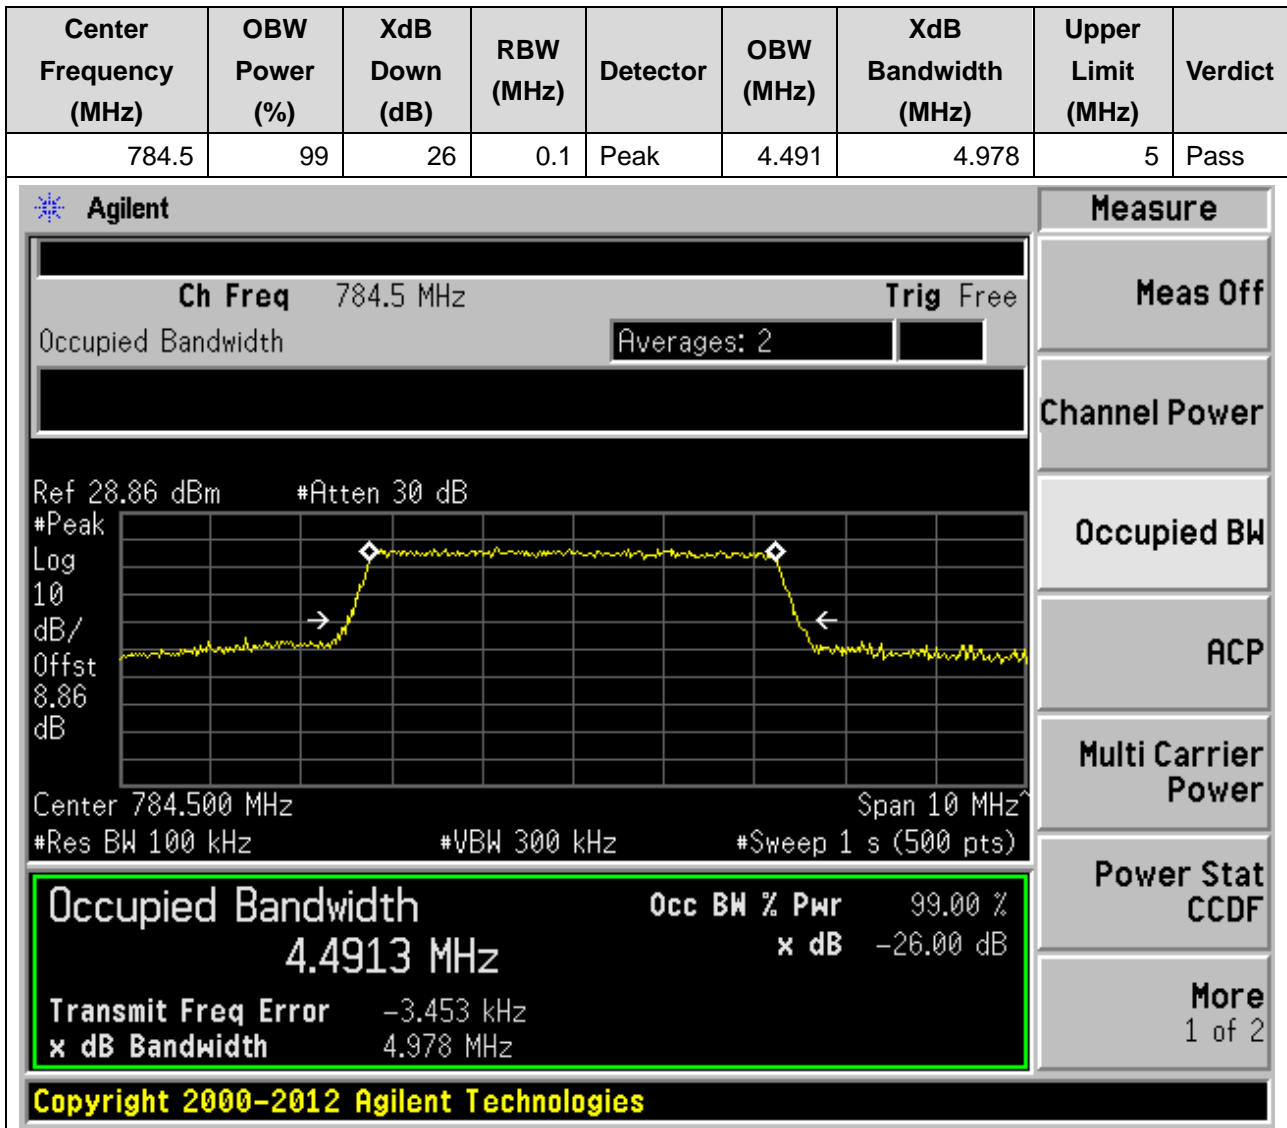 Center Frequency (MHz) OBW Power (%) XdB Down (dB) RBW (MHz) Detector OBW (MHz) XdB Bandwidth (MHz) Upper Limit (MHz) Verdict
784.5 99 26 0.1 Peak 4.491 4.978 5 Pass
Agilent
Measure
Ch Freq 784.5 MHz Trig Free
Occupied Bandwidth Averages: 2
Ref 28.86 dBm #Atten 30 dB
#Peak
Log
10
dB/
Offst
8.86
dB
Center 784.500 MHz Span 10 MHz^
#Res BW 100 kHz #VBW 300 kHz #Sweep 1 s (500 pts)
Occupied Bandwidth Occ BW % Pwr 99.00 %
4.4913 MHz x dB -26.00 dB
Transmit Freq Error -3.453 kHz
x dB Bandwidth 4.978 MHz
Meas Off
Channel Power
Occupied BW
ACP
Multi Carrier
Power
Power Stat
CCDF
More
1 of 2
Copyright 2000-2012 Agilent Technologies